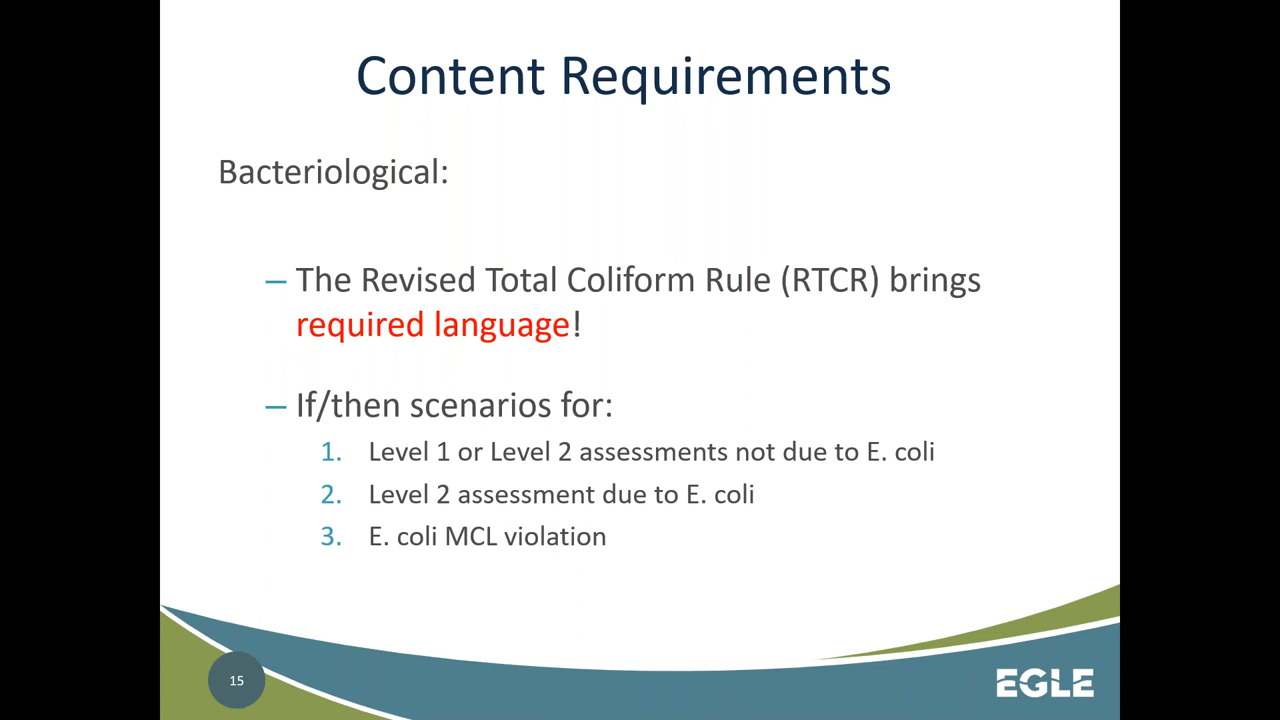 Content Requirements
Bacteriological:
– The Revised Total Coliform Rule (RTCR) brings
required language!
– If/then scenarios for:
1. Level 1 or Level 2 assessments not due to E. coli
2. Level 2 assessment due to E. coli
3. E. coli MCL violation
15
EGLE